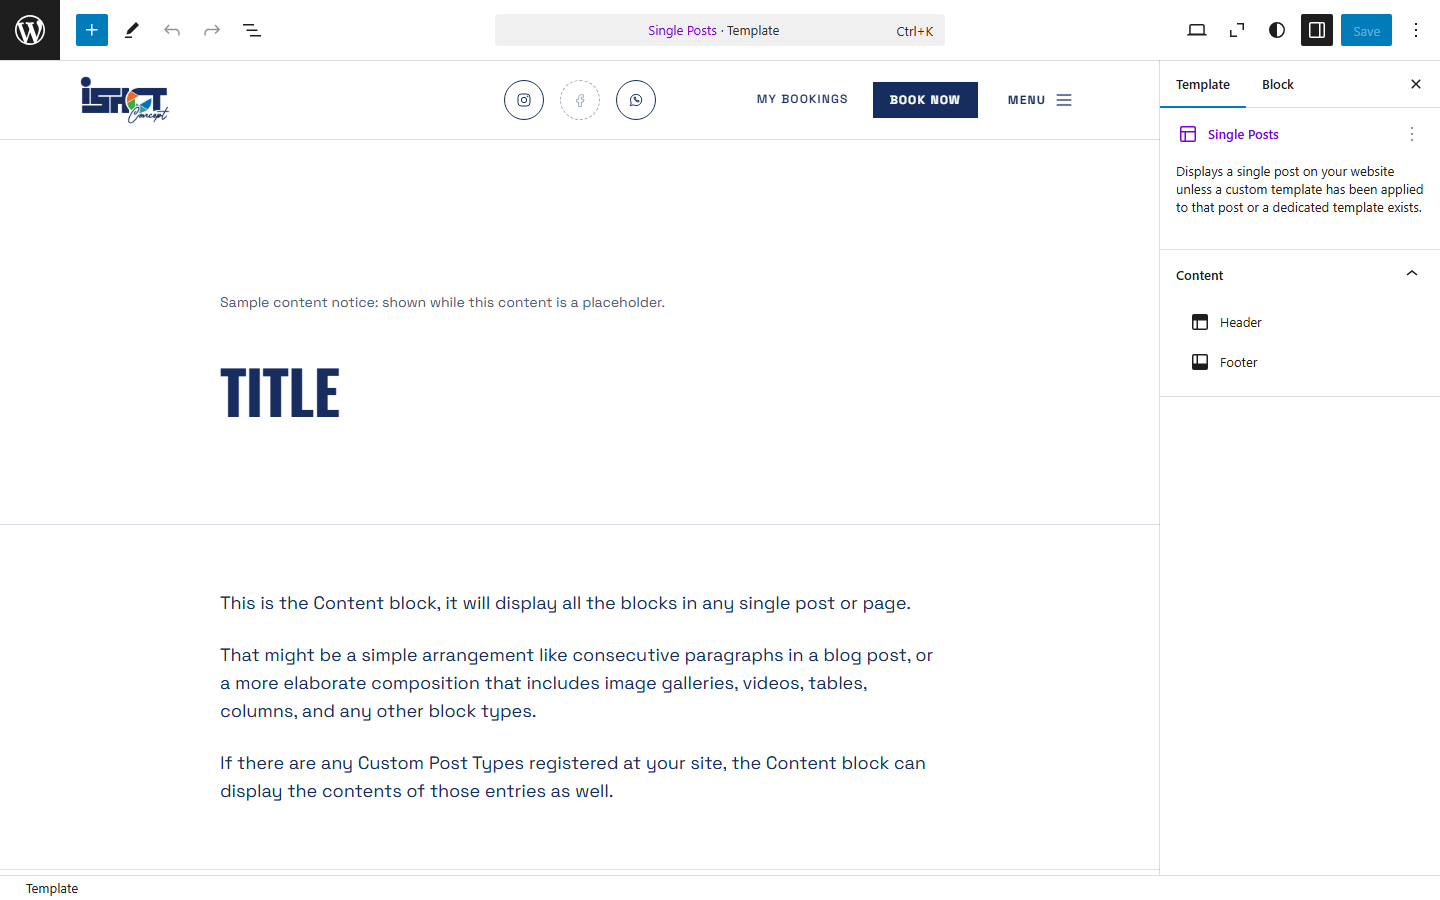 Single Posts · Template
Ctrl+K
Save
iSHOT
Concept
MY BOOKINGS
BOOK NOW
MENU
Sample content notice: shown while this content is a placeholder.
TITLE
This is the Content block, it will display all the blocks in any single post or page.
That might be a simple arrangement like consecutive paragraphs in a blog post, or
a more elaborate composition that includes image galleries, videos, tables,
columns, and any other block types.
If there are any Custom Post Types registered at your site, the Content block can
display the contents of those entries as well.
Template
Block
Single Posts
Displays a single post on your website
unless a custom template has been applied
to that post or a dedicated template exists.
Content
Header
Footer
Template